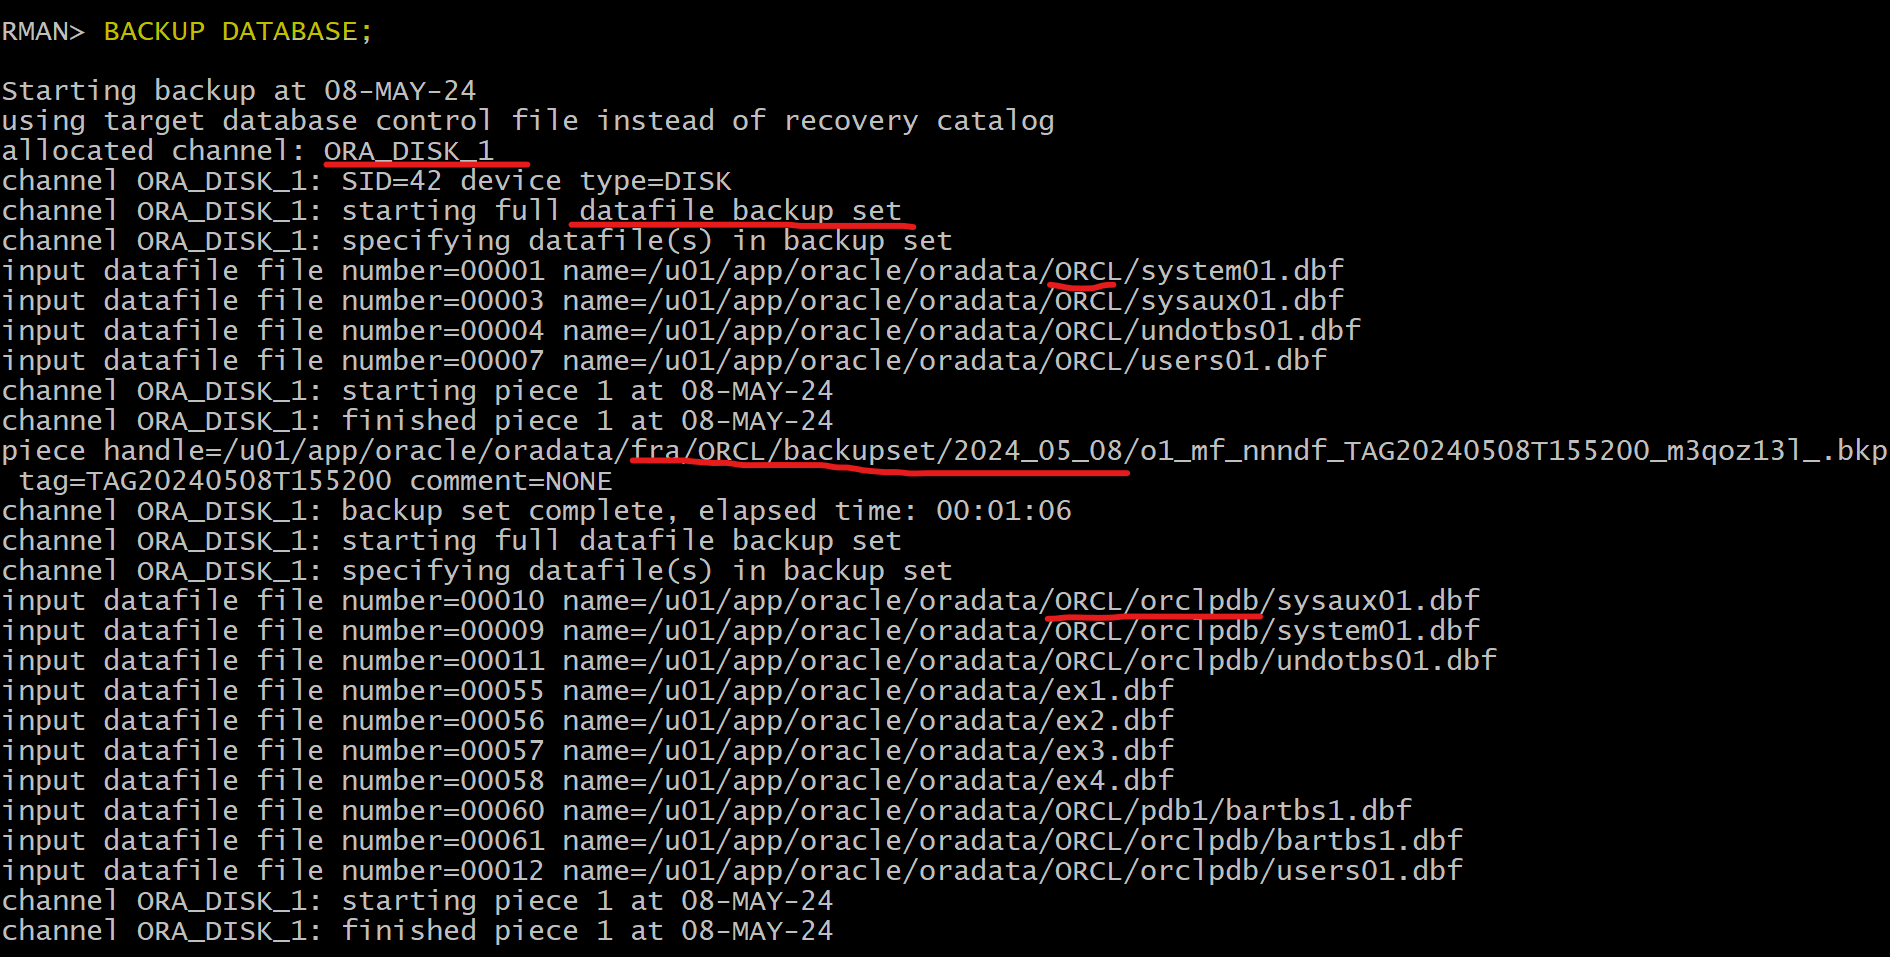 RMAN> BACKUP DATABASE;
Starting backup at 08-MAY-24
using target database control file instead of recovery catalog
allocated channel: ORA_DISK_1
channel ORA_DISK_1: SID=42 device type=DISK
channel ORA_DISK_1: starting full datafile backup set
channel ORA_DISK_1: specifying datafile(s) in backup set
input datafile file number=00001 name=/u01/app/oracle/oradata/ORCL/system01.dbf
input datafile file number=00003 name=/u01/app/oracle/oradata/ORCL/sysaux01.dbf
input datafile file number=00004 name=/u01/app/oracle/oradata/ORCL/undotbs01.dbf
input datafile file number=00007 name=/u01/app/oracle/oradata/ORCL/users01.dbf
channel ORA_DISK_1: starting piece 1 at 08-MAY-24
channel ORA_DISK_1: finished piece 1 at 08-MAY-24
piece handle=/u01/app/oracle/oradata/fra/ORCL/backupset/2024_05_08/o1_mf_nnndf_TAG20240508T155200_m3qoz13l_.bkp
tag=TAG20240508T155200 comment=NONE
channel ORA_DISK_1: backup set complete, elapsed time: 00:01:06
channel ORA_DISK_1: starting full datafile backup set
channel ORA_DISK_1: specifying datafile(s) in backup set
input datafile file number=00010 name=/u01/app/oracle/oradata/ORCL/orclpdb/sysaux01.dbf
input datafile file number=00009 name=/u01/app/oracle/oradata/ORCL/orclpdb/system01.dbf
input datafile file number=00011 name=/u01/app/oracle/oradata/ORCL/orclpdb/undotbs01.dbf
input datafile file number=00055 name=/u01/app/oracle/oradata/ex1.dbf
input datafile file number=00056 name=/u01/app/oracle/oradata/ex2.dbf
input datafile file number=00057 name=/u01/app/oracle/oradata/ex3.dbf
input datafile file number=00058 name=/u01/app/oracle/oradata/ex4.dbf
input datafile file number=00060 name=/u01/app/oracle/oradata/ORCL/pdb1/bartbs1.dbf
input datafile file number=00061 name=/u01/app/oracle/oradata/ORCL/orclpdb/bartbs1.dbf
input datafile file number=00012 name=/u01/app/oracle/oradata/ORCL/orclpdb/users01.dbf
channel ORA_DISK_1: starting piece 1 at 08-MAY-24
channel ORA_DISK_1: finished piece 1 at 08-MAY-24